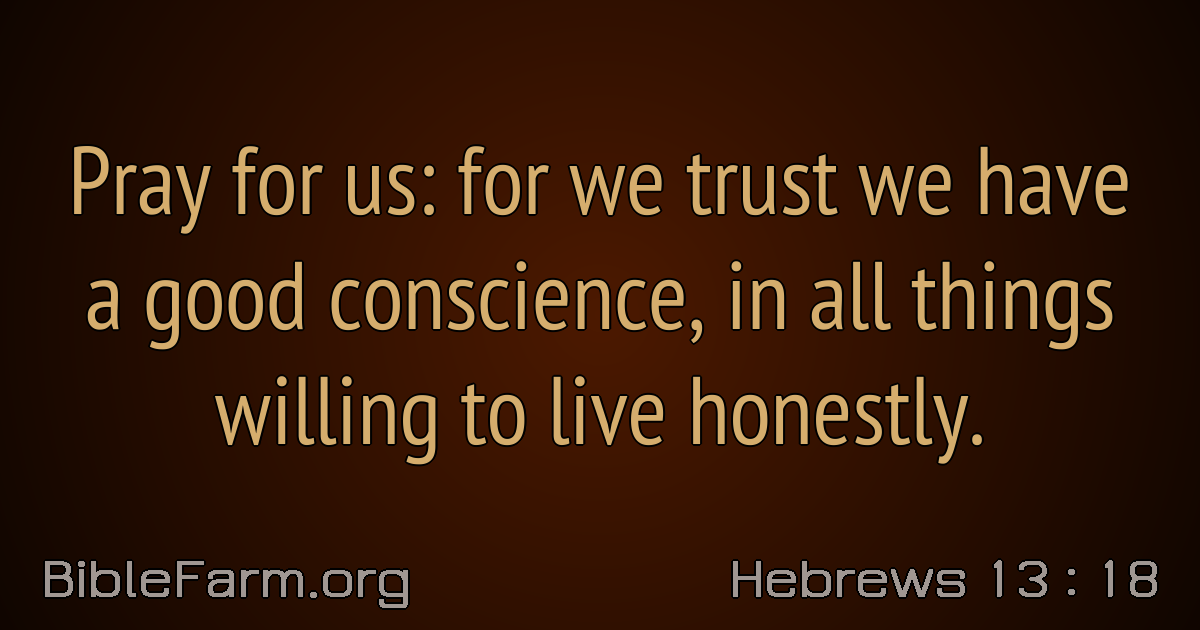 Pray for us: for we trust we have
a good conscience, in all things
willing to live honestly.
BibleFarm.org
Hebrews 13:18